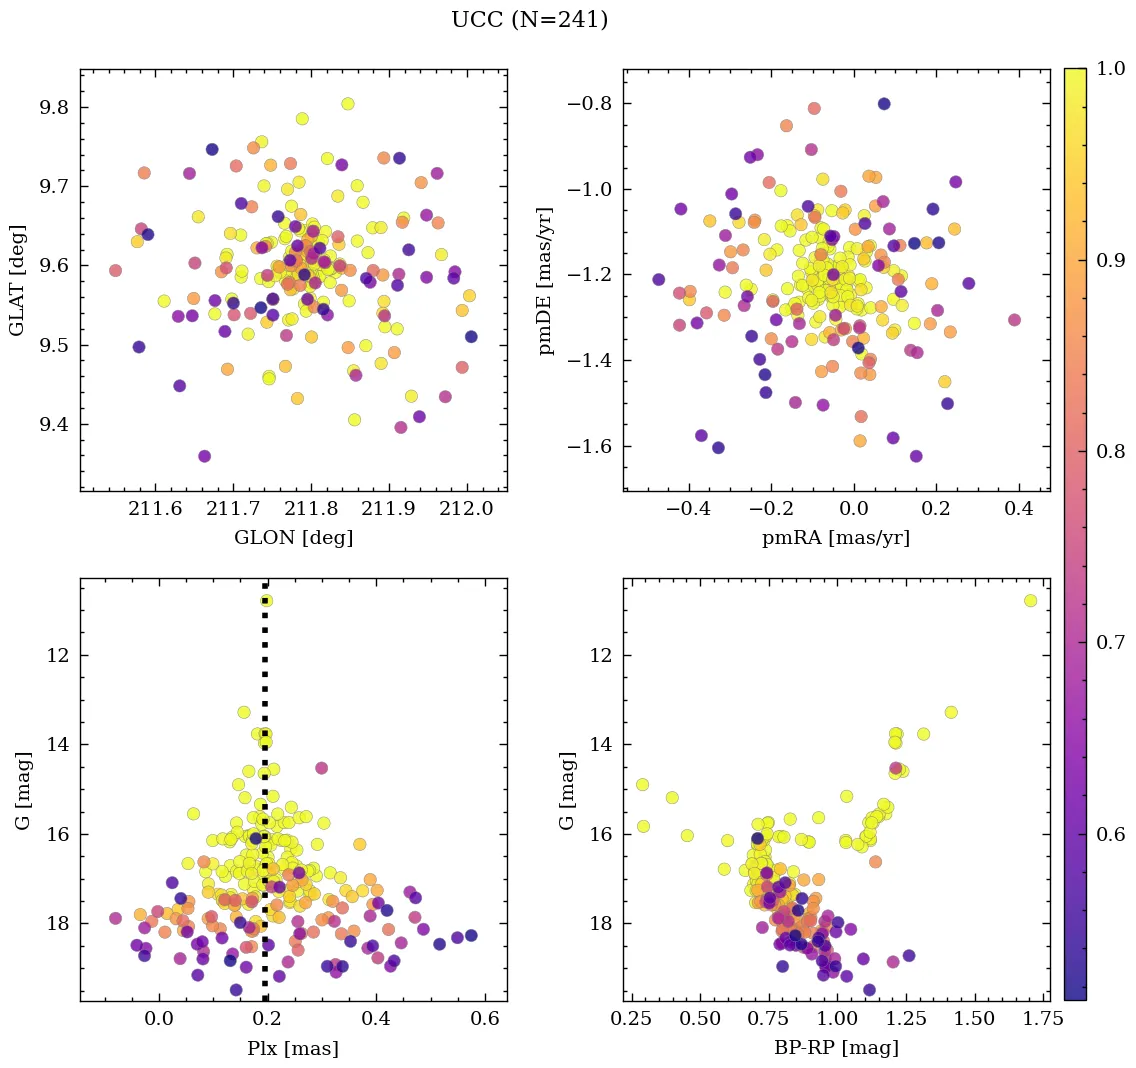 UCC (N=241)
9.8
9.7
9.6
9.5
9.4
GLAT [deg]
211.6 211.7 211.8 211.9 212.0
GLON [deg]
−0.8
−1.0
−1.2
−1.4
−1.6
pmDE [mas/yr]
−0.4 −0.2 0.0 0.2 0.4
pmRA [mas/yr]
1.0
0.9
0.8
0.7
0.6
12
14
16
18
G [mag]
0.0 0.2 0.4 0.6
Plx [mas]
12
14
16
18
G [mag]
0.25 0.50 0.75 1.00 1.25 1.50 1.75
BP-RP [mag]